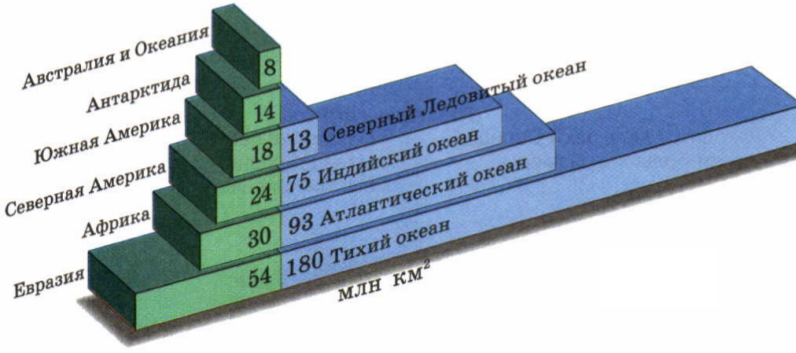 Австралия и Океания 8
Антарктида 14
Южная Америка 18 13 Северный Ледовитый океан
Северная Америка 24 75 Индийский океан
Африка 30 93 Атлантический океан
Евразия 54 180 Тихий океан
млн км²